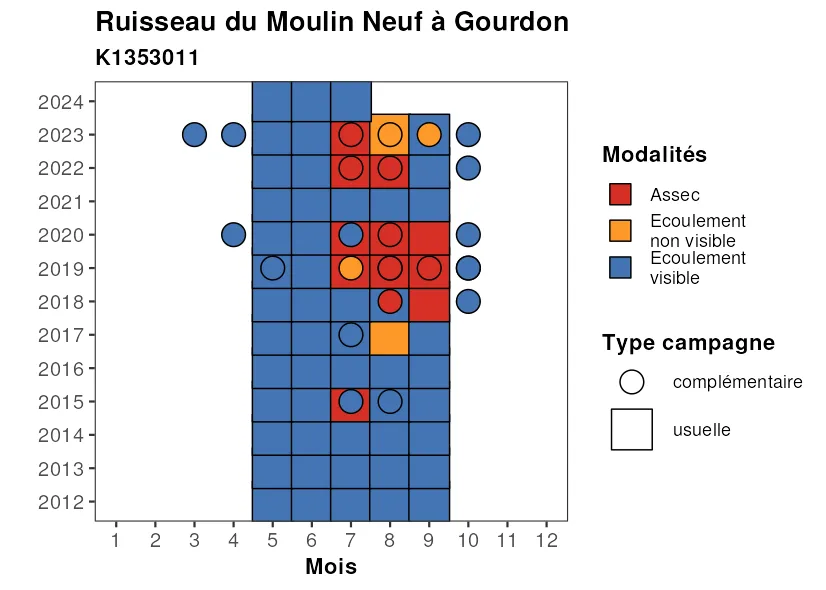 Ruisseau du Moulin Neuf à Gourdon
K1353011
2024
2023
2022
2021
2020
2019
2018
2017
2016
2015
2014
2013
2012
1 2 3 4 5 6 7 8 9 10 11 12
Mois
Modalités
Assec
Ecoulement
non visible
Ecoulement
visible
Type campagne
complémentaire
usuelle